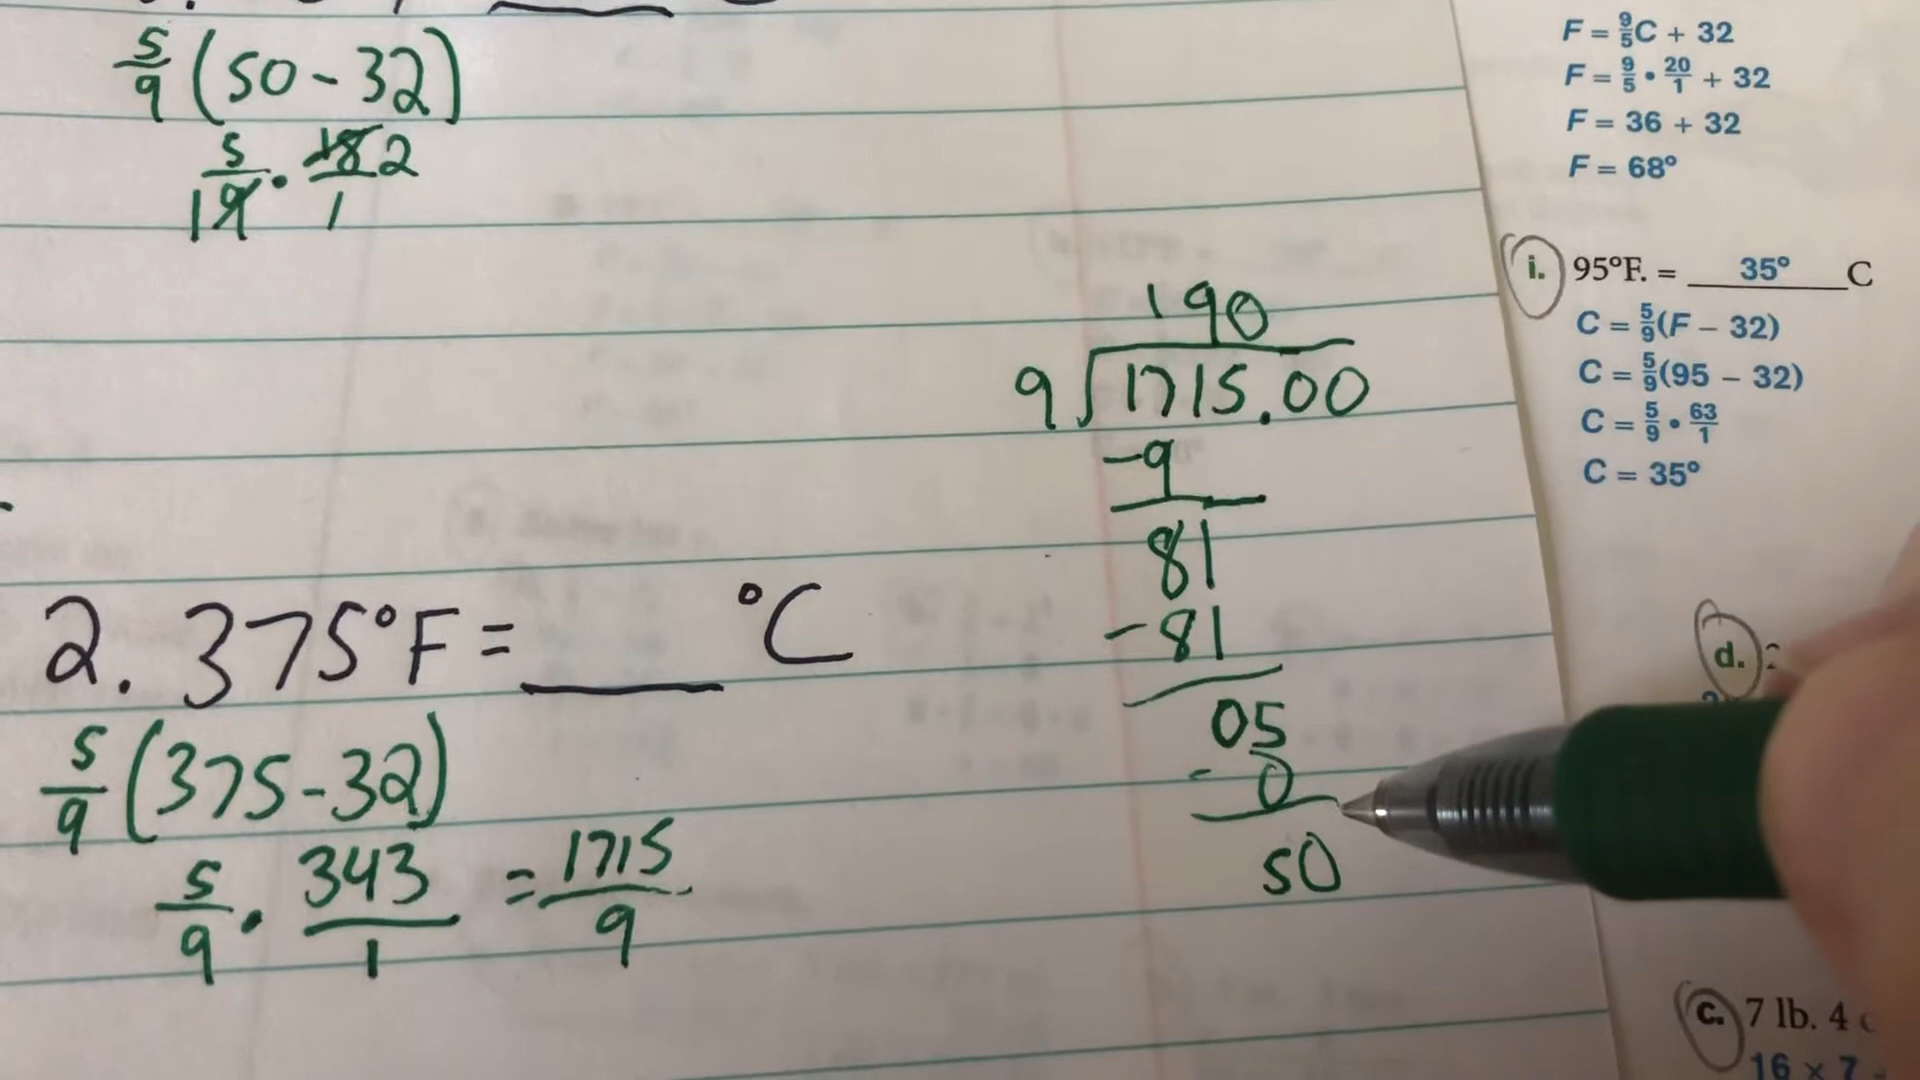 5/9 (50 - 32)
5/19 · 18 2/1
2. 375°F = ____ °C
5/9 (375 - 32)
5/9 · 343/1 = 1715/9
190
9 1715.00
-9
81
-81
05
- 0
50
F = 9/5C + 32
F = 9/5 • 20/1 + 32
F = 36 + 32
F = 68°
i. 95°F. = 35° C
C = 5/9(F – 32)
C = 5/9(95 – 32)
C = 5/9 • 63/1
C = 35°
d.
c. 7 lb. 4
16 × 7